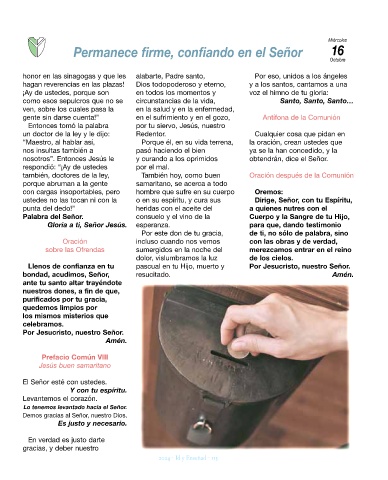 Permanece firme, confiando en el Señor
Miércoles
16
Octubre
honor en las sinagogas y que les
hagan reverencias en las plazas!
¡Ay de ustedes, porque son
como esos sepulcros que no se
ven, sobre los cuales pasa la
gente sin darse cuenta!”
Entonces tomó la palabra
un doctor de la ley y le dijo:
“Maestro, al hablar así,
nos insultas también a
nosotros”. Entonces Jesús le
respondió: “¡Ay de ustedes
también, doctores de la ley,
porque abruman a la gente
con cargas insoportables, pero
ustedes no las tocan ni con la
punta del dedo!”
Palabra del Señor.
Gloria a ti, Señor Jesús.
Oración
sobre las Ofrendas
Llenos de confianza en tu
bondad, acudimos, Señor,
ante tu santo altar trayéndote
nuestros dones, a fin de que,
purificados por tu gracia,
quedemos limpios por
los mismos misterios que
celebramos.
Por Jesucristo, nuestro Señor.
Amén.
Prefacio Común VIII
Jesús buen samaritano
El Señor esté con ustedes.
Y con tu espíritu.
Levantemos el corazón.
Lo tenemos levantado hacia el Señor.
Demos gracias al Señor, nuestro Dios.
Es justo y necesario.
En verdad es justo darte
gracias, y deber nuestro
alabarte, Padre santo,
Dios todopoderoso y eterno,
en todos los momentos y
circunstancias de la vida,
en la salud y en la enfermedad,
en el sufrimiento y en el gozo,
por tu siervo, Jesús, nuestro
Redentor.
Porque él, en su vida terrena,
pasó haciendo el bien
y curando a los oprimidos
por el mal.
También hoy, como buen
samaritano, se acerca a todo
hombre que sufre en su cuerpo
o en su espíritu, y cura sus
heridas con el aceite del
consuelo y el vino de la
esperanza.
Por este don de tu gracia,
incluso cuando nos vemos
sumergidos en la noche del
dolor, vislumbramos la luz
pascual en tu Hijo, muerto y
resucitado.
Por eso, unidos a los ángeles
y a los santos, cantamos a una
voz el himno de tu gloria:
Santo, Santo, Santo…
Antífona de la Comunión
Cualquier cosa que pidan en
la oración, crean ustedes que
ya se la han concedido, y la
obtendrán, dice el Señor.
Oración después de la Comunión
Oremos:
Dirige, Señor, con tu Espíritu,
a quienes nutres con el
Cuerpo y la Sangre de tu Hijo,
para que, dando testimonio
de ti, no sólo de palabra, sino
con las obras y de verdad,
merezcamos entrar en el reino
de los cielos.
Por Jesucristo, nuestro Señor.
Amén.